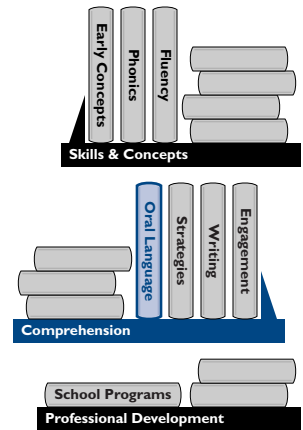 Early Concepts
Phonics
Fluency
Skills & Concepts
Oral Language
Strategies
Writing
Engagement
Comprehension
School Programs
Professional Development